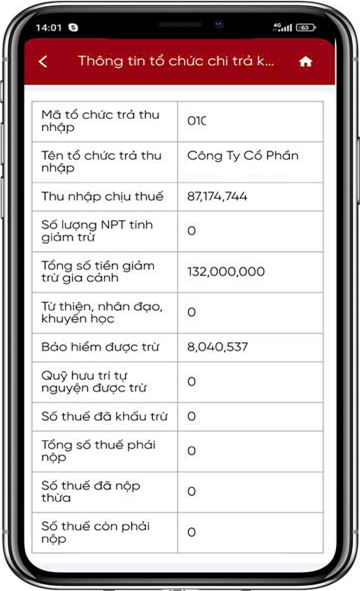 14:01
4G
63
Thông tin tổ chức chi trả k...
Mã tổ chức trả thu
nhập
010
Tên tổ chức trả thu
nhập
Công Ty Cổ Phần
Thu nhập chịu thuế
87,174,744
Số lượng NPT tính
giảm trừ
0
Tổng số tiền giảm
trừ gia cảnh
132,000,000
Từ thiện, nhân đạo,
khuyến học
0
Bảo hiểm được trừ
8,040,537
Quỹ hưu trí tự
nguyện được trừ
0
Số thuế đã khấu trừ
0
Tổng số thuế phải
nộp
0
Số thuế đã nộp
thừa
0
Số thuế còn phải
nộp
0